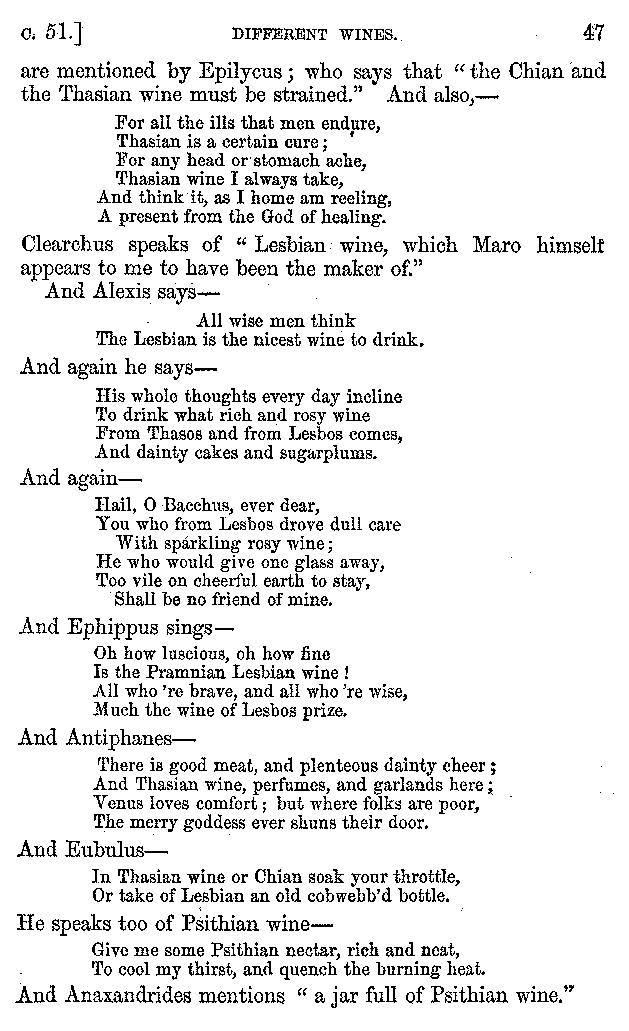 C. 51.] DIFFERENT WINES. 47
are mentioned by Epilycus; who says that "the Chian and
the Thasian wine must be strained." And also,—
For all the ills that men endure,
Thasian is a certain cure;
For any head or stomach ache,
Thasian wine I always take,
And think it, as I home am reeling,
A present from the God of healing.
Clearchus speaks of "Lesbian wine, which Maro himself
appears to me to have been the maker of."
And Alexis says—
All wise men think
The Lesbian is the nicest wine to drink.
And again he says—
His whole thoughts every day incline
To drink what rich and rosy wine
From Thasos and from Lesbos comes,
And dainty cakes and sugarplums.
And again—
Hail, O Bacchus, ever dear,
You who from Lesbos drove dull care
With sparkling rosy wine;
He who would give one glass away,
Too vile on cheerful earth to stay,
Shall be no friend of mine.
And Ephippus sings—
Oh how luscious, oh how fine
Is the Pramnian Lesbian wine!
All who 're brave, and all who 're wise,
Much the wine of Lesbos prize.
And Antiphanes—
There is good meat, and plenteous dainty cheer;
And Thasian wine, perfumes, and garlands here;
Venus loves comfort; but where folks are poor,
The merry goddess ever shuns their door.
And Eubulus—
In Thasian wine or Chian soak your throttle,
Or take of Lesbian an old cobwebb'd bottle.
He speaks too of Psithian wine—
Give me some Psithian nectar, rich and neat,
To cool my thirst, and quench the burning heat.
And Anaxandrides mentions "a jar full of Psithian wine."